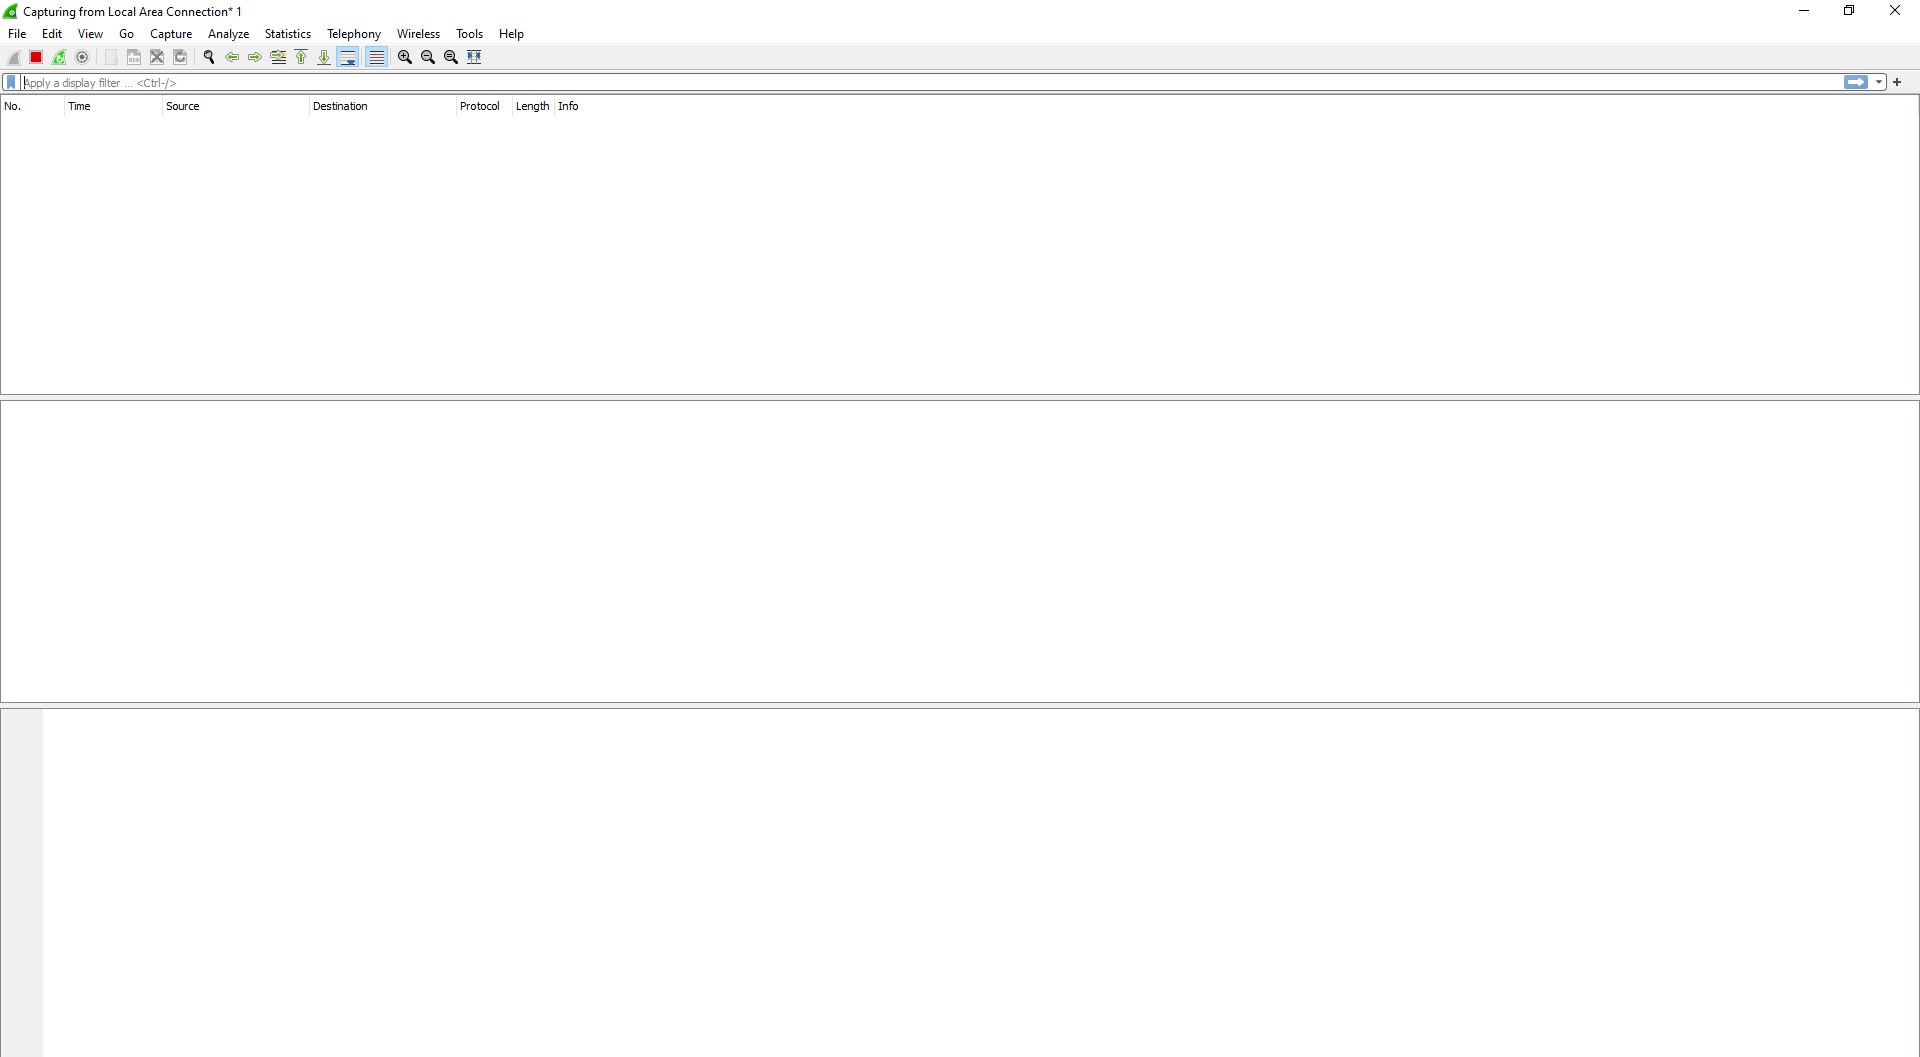 Capturing from Local Area Connection* 1
File Edit View Go Capture Analyze Statistics Telephony Wireless Tools Help
Apply a display filter ... <Ctrl-/>
No. Time Source Destination Protocol Length Info